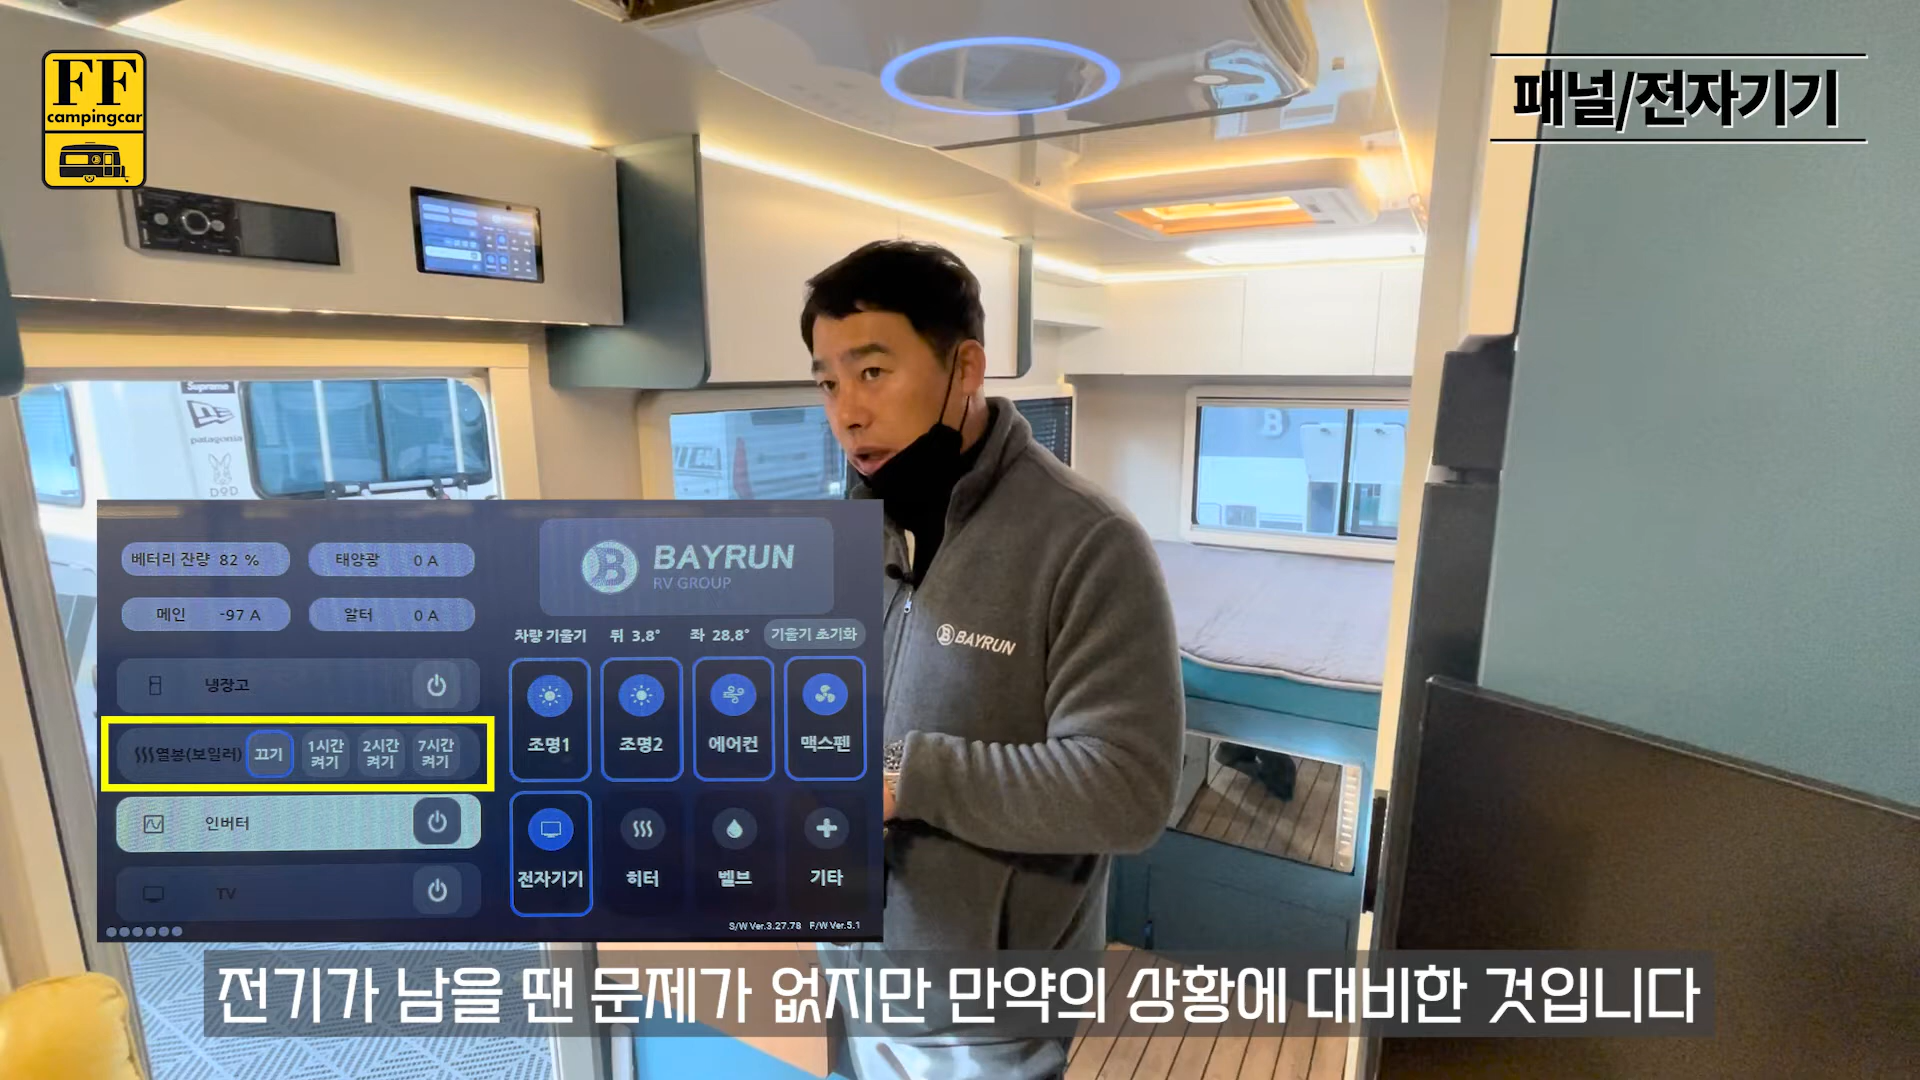 FF
campingcar
패널/전자기기
Supreme
patagonia
DOD
B
베터리 잔량 82 %
태양광 0 A
메인 -97 A
알터 0 A
B BAYRUN
RV GROUP
차량 기울기 뒤 3.8° 좌 28.8° 기울기 초기화
냉장고
열봉(보일러) 끄기 1시간 켜기 2시간 켜기 7시간 켜기
인버터
TV
조명1 조명2 에어컨 맥스펜
전자기기 히터 벨브 기타
S/W Ver.3.27.78 F/W Ver.5.1
B BAYRUN
전기가 남을 땐 문제가 없지만 만약의 상황에 대비한 것입니다